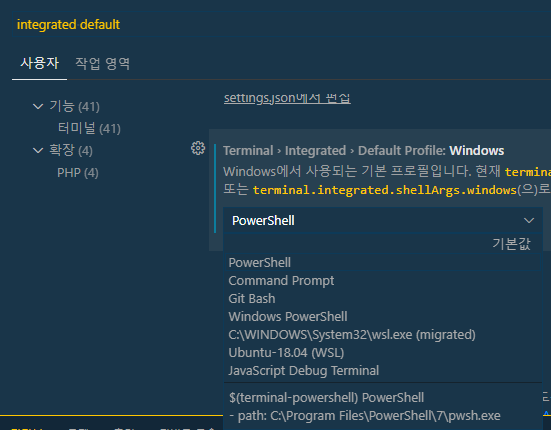 integrated default
사용자 작업 영역
기능 (41)
터미널 (41)
확장 (4)
PHP (4)
settings.json에서 편집
Terminal › Integrated › Default Profile: Windows
Windows에서 사용되는 기본 프로필입니다. 현재
또는 terminal.integrated.shellArgs.windows(으)로
PowerShell
기본값
PowerShell
Command Prompt
Git Bash
Windows PowerShell
C:\WINDOWS\System32\wsl.exe (migrated)
Ubuntu-18.04 (WSL)
JavaScript Debug Terminal
$(terminal-powershell) PowerShell
- path: C:\Program Files\PowerShell\7\pwsh.exe